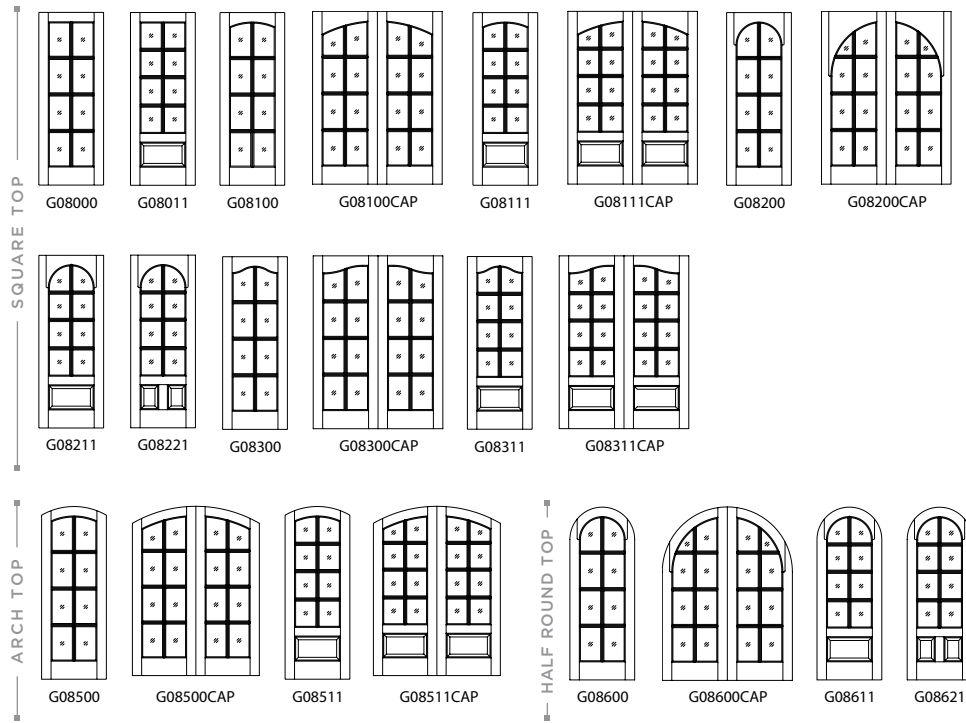 SQUARE TOP
G08000 G08011 G08100 G08100CAP G08111 G08111CAP G08200 G08200CAP
G08211 G08221 G08300 G08300CAP G08311 G08311CAP
ARCH TOP
G08500 G08500CAP G08511 G08511CAP
HALF ROUND TOP
G08600 G08600CAP G08611 G08621